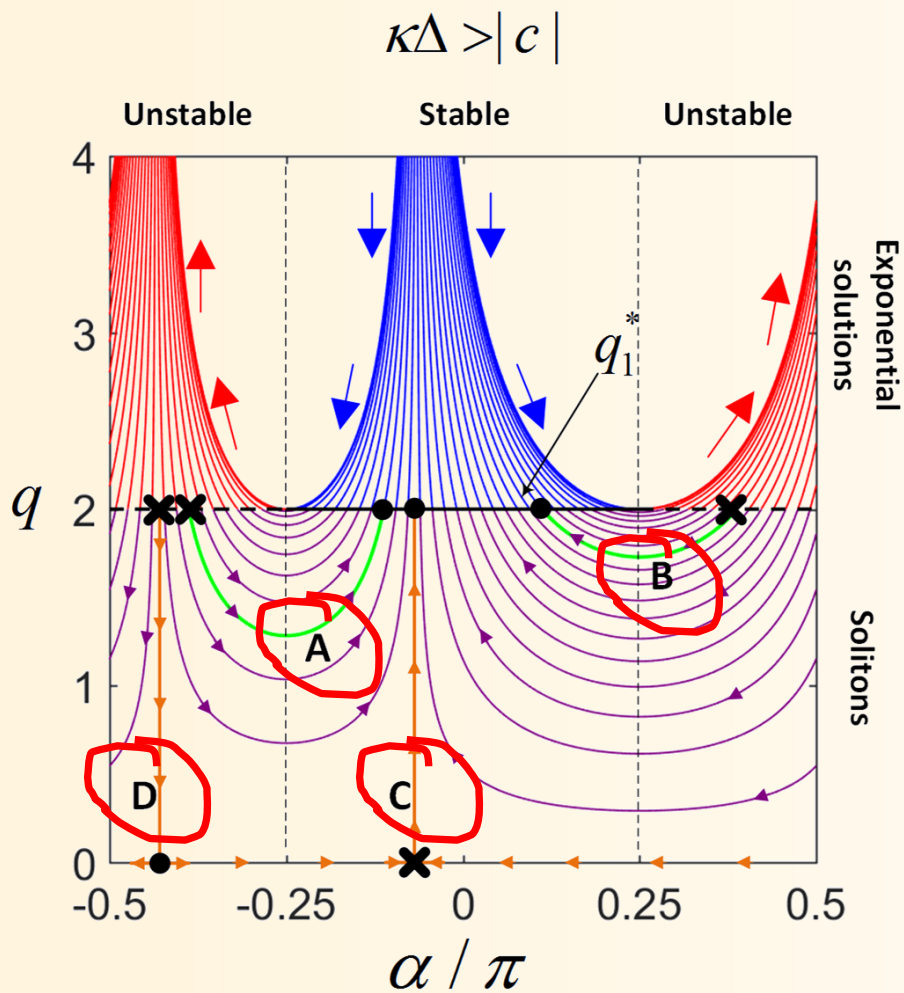 κΔ >| c |
Unstable
Stable
Unstable
4
3
2
1
0
q
q₁*
A
B
C
D
Exponential
solutions
Solitons
-0.5
-0.25
0
0.25
0.5
α / π